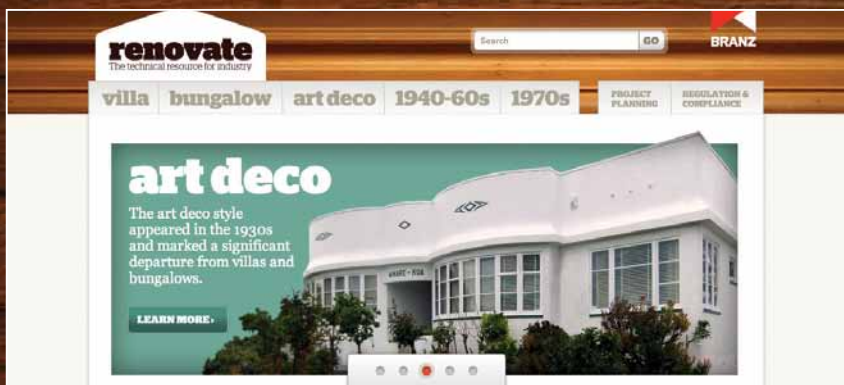 renovate
The technical resource for industry
Search
GO
BRANZ
villa bungalow art deco 1940-60s 1970s
PROJECT
PLANNING
REGULATION &
COMPLIANCE
art deco
The art deco style
appeared in the 1930s
and marked a significant
departure from villas and
bungalows.
LEARN MORE ›
WHARE - RUA